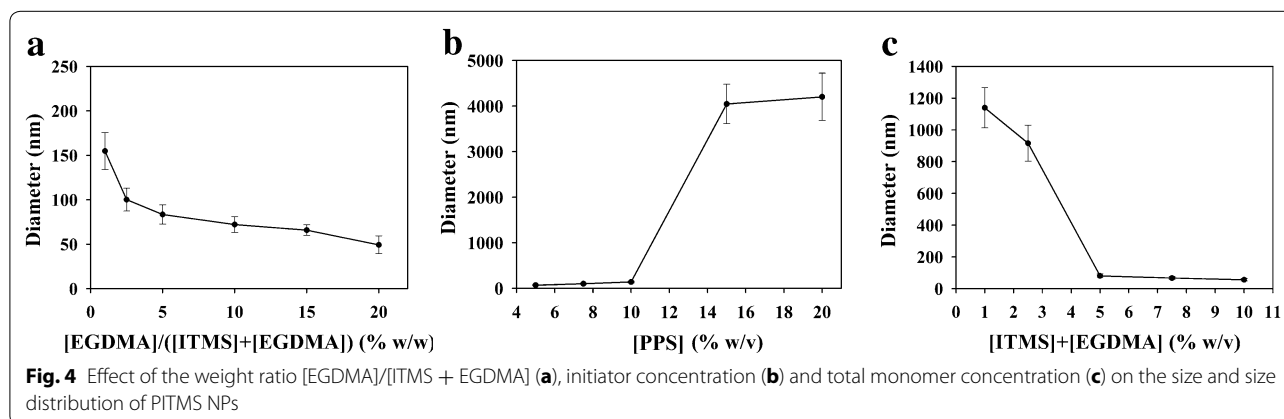 a
250
200
150
100
50
0
Diameter (nm)
0 5 10 15 20
[EGDMA]/([ITMS]+[EGDMA]) (% w/w)
b
5000
4000
3000
2000
1000
0
Diameter (nm)
4 6 8 10 12 14 16 18 20
[PPS] (% w/v)
c
1400
1200
1000
800
600
400
200
0
Diameter (nm)
0 1 2 3 4 5 6 7 8 9 10 11
[ITMS]+[EGDMA] (% w/v)
Fig. 4 Effect of the weight ratio [EGDMA]/[ITMS + EGDMA] (a), initiator concentration (b) and total monomer concentration (c) on the size and size
distribution of PITMS NPs